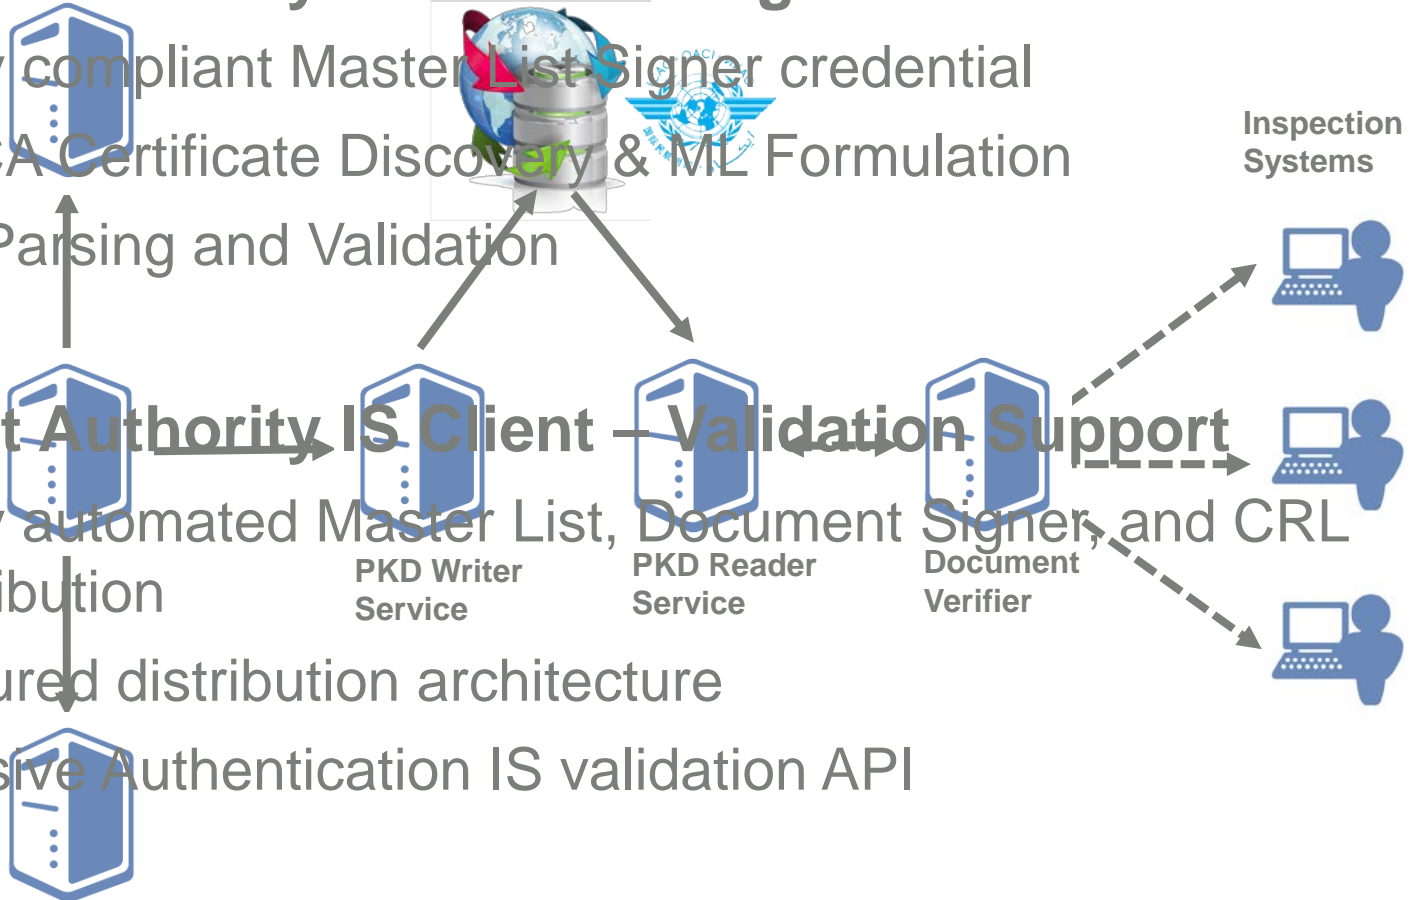 compliant Master List Signer credential
CA Certificate Discovery & ML Formulation
Parsing and Validation
Inspection
Systems
t Authority IS Client – Validation Support
y automated Master List, Document Signer, and CRL
ibution
PKD Writer
Service
PKD Reader
Service
Document
Verifier
ured distribution architecture
sive Authentication IS validation API